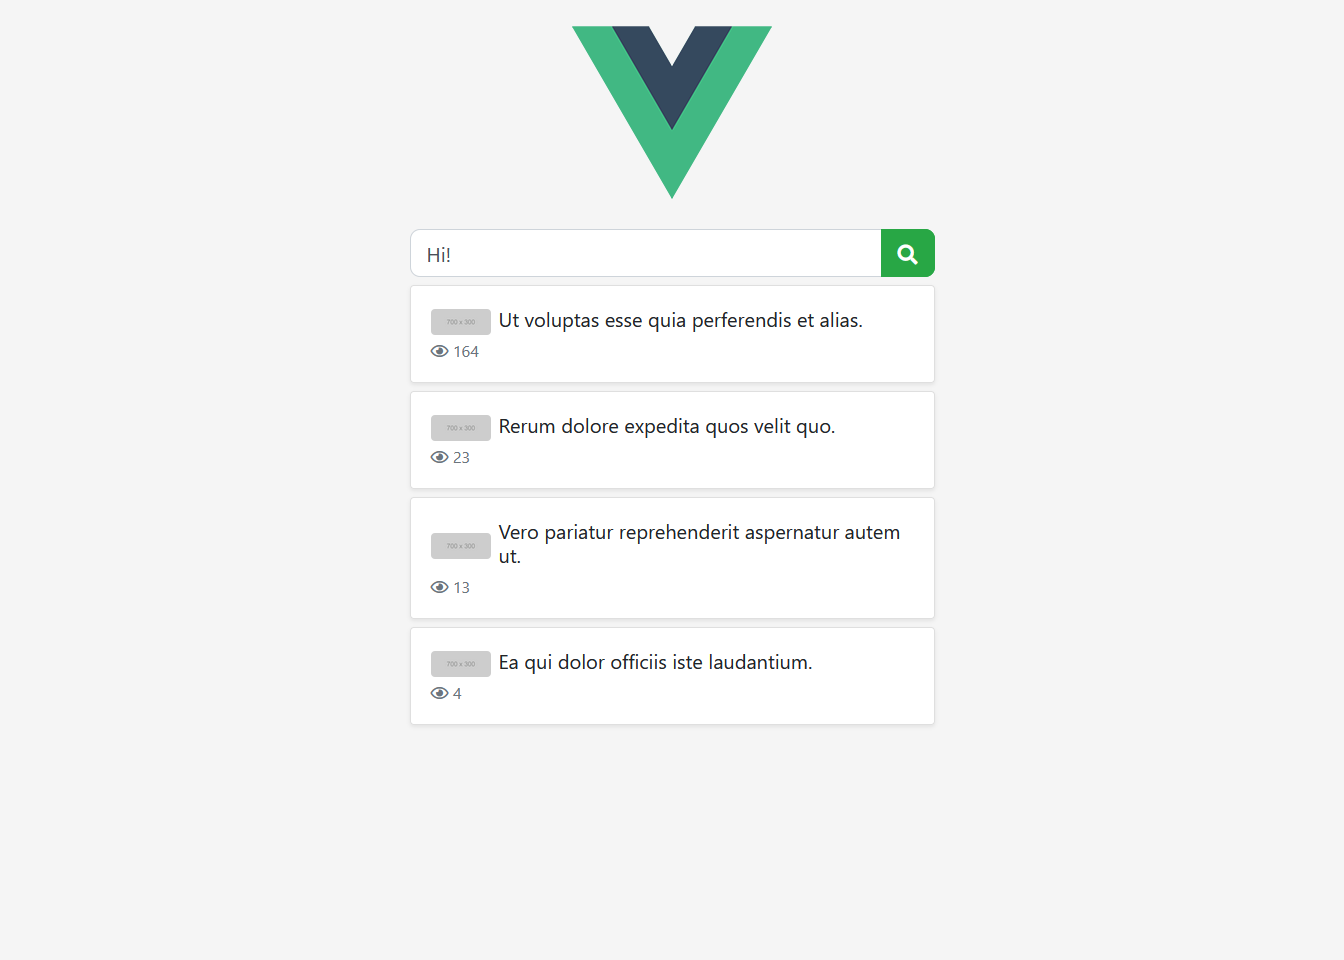 Hi!
700 x 300
Ut voluptas esse quia perferendis et alias.
164
700 x 300
Rerum dolore expedita quos velit quo.
23
700 x 300
Vero pariatur reprehenderit aspernatur autem
ut.
13
700 x 300
Ea qui dolor officiis iste laudantium.
4